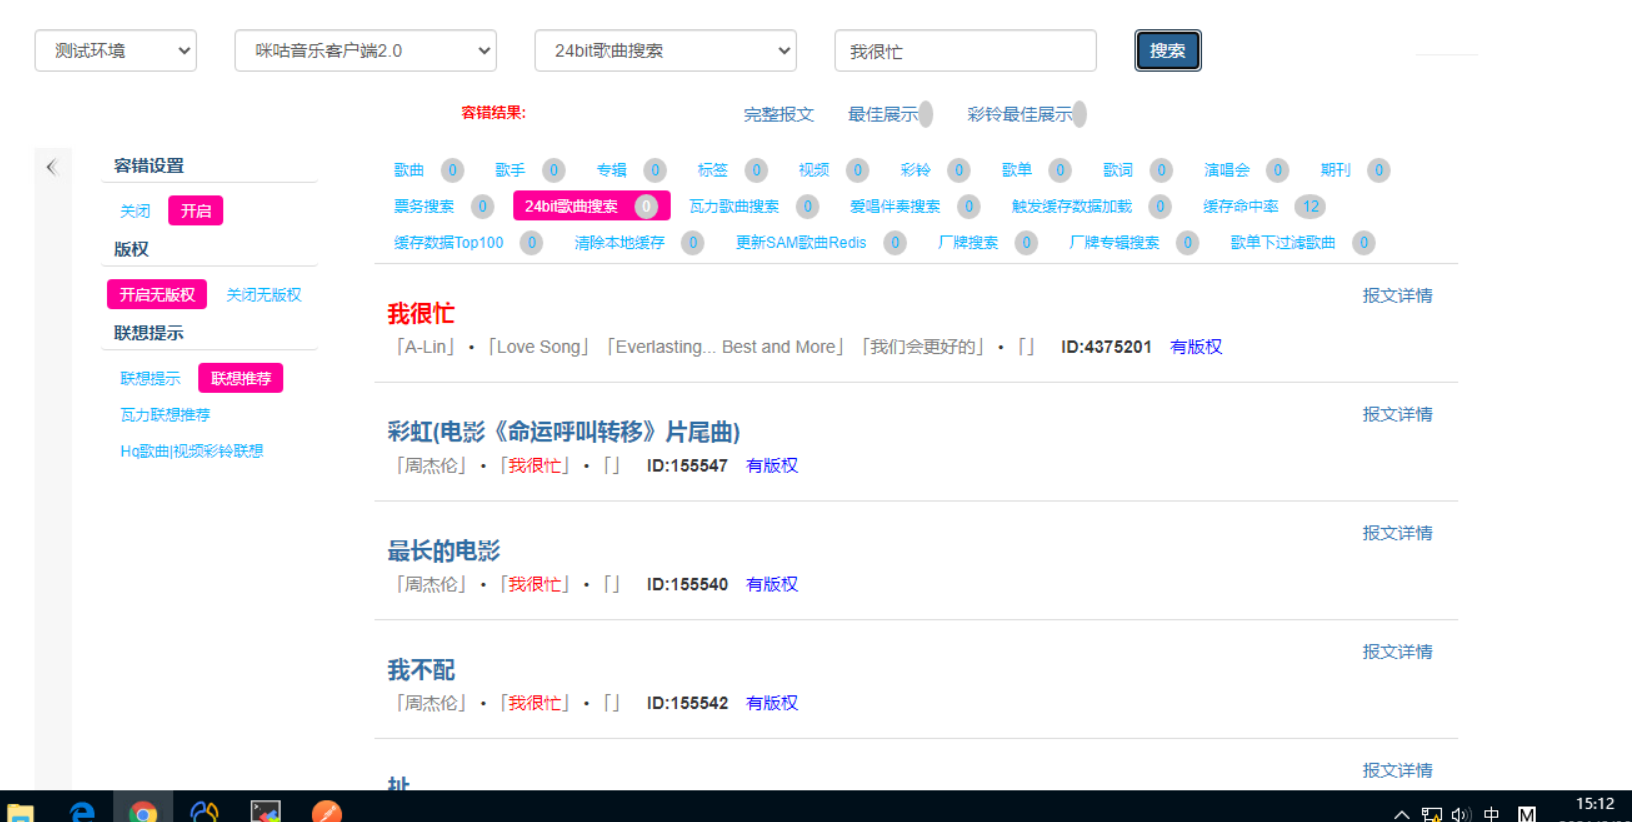 测试环境 咪咕音乐客户端2.0 24bit歌曲搜索 我很忙 搜索
容错结果: 完整报文 最佳展示 彩铃最佳展示
容错设置
关闭 开启
版权
开启无版权 关闭无版权
联想提示
联想提示 联想推荐
瓦力联想推荐
Hq歌曲|视频彩铃联想
歌曲 0 歌手 0 专辑 0 标签 0 视频 0 彩铃 0 歌单 0 歌词 0 演唱会 0 期刊 0
票务搜索 0 24bit歌曲搜索 0 瓦力歌曲搜索 0 爱唱伴奏搜索 0 触发缓存数据加载 0 缓存命中率 12
缓存数据Top100 0 清除本地缓存 0 更新SAM歌曲Redis 0 厂牌搜索 0 厂牌专辑搜索 0 歌单下过滤歌曲 0
报文详情
我很忙
「A-Lin」 • 「Love Song」「Everlasting... Best and More」「我们会更好的」 • 「」 ID:4375201 有版权
报文详情
彩虹(电影《命运呼叫转移》片尾曲)
「周杰伦」 • 「我很忙」 • 「」 ID:155547 有版权
报文详情
最长的电影
「周杰伦」 • 「我很忙」 • 「」 ID:155540 有版权
报文详情
我不配
「周杰伦」 • 「我很忙」 • 「」 ID:155542 有版权
报文详情
中 M 15:12